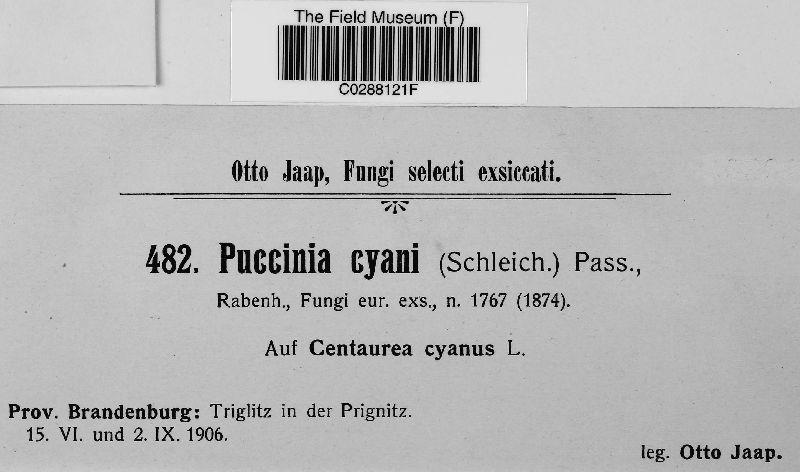 The Field Museum (F)
C0288121F
Otto Jaap, Fungi selecti exsiccati.
482. Puccinia cyani (Schleich.) Pass.,
Rabenh., Fungi eur. exs., n. 1767 (1874).
Auf Centaurea cyanus L.
Prov. Brandenburg: Triglitz in der Prignitz.
15. VI. und 2. IX. 1906.
leg. Otto Jaap.